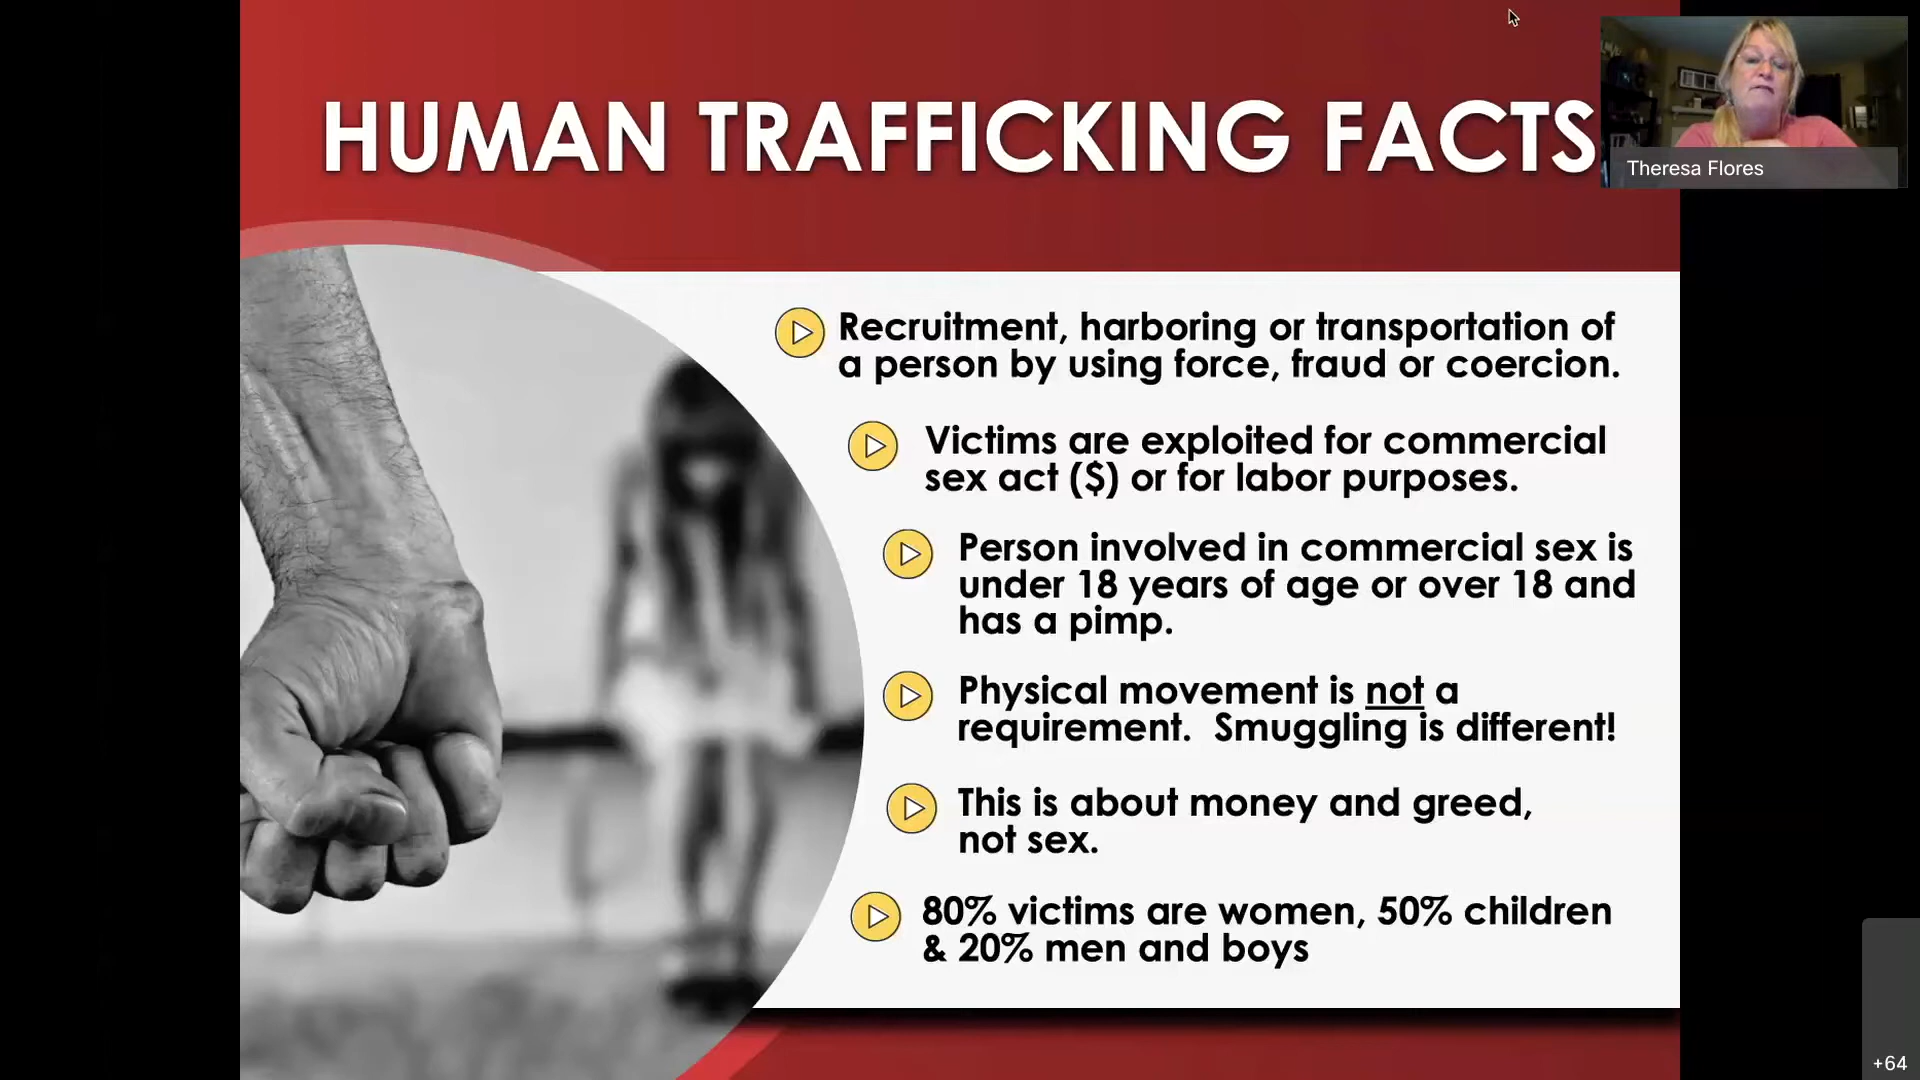 HUMAN TRAFFICKING FACTS
Theresa Flores
Recruitment, harboring or transportation of
a person by using force, fraud or coercion.
Victims are exploited for commercial
sex act ($) or for labor purposes.
Person involved in commercial sex is
under 18 years of age or over 18 and
has a pimp.
Physical movement is not a
requirement. Smuggling is different!
This is about money and greed,
not sex.
80% victims are women, 50% children
& 20% men and boys
+64